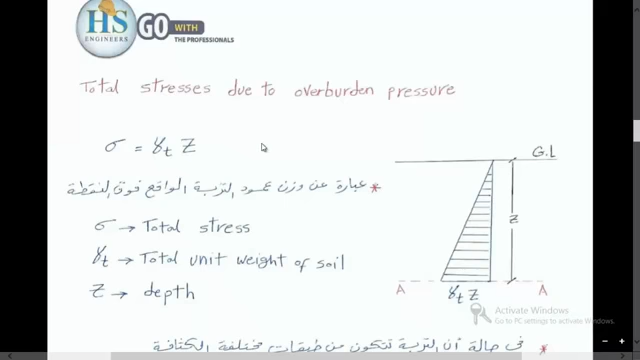 HS
ENGINEERS
GO WITH
THE PROFESSIONALS
Total stresses due to overburden pressure
σ = γt Z
* عبارة عن وزن عمود التربة الواقع فوق النقطة
σ → Total stress
γt → Total unit weight of soil
Z → depth
G.L
Z
A
γt Z
A
Activate Windows
Go to PC settings to activate Windows.
* في حالة أن التربة تتكون من طبقات مختلفة الكثافة